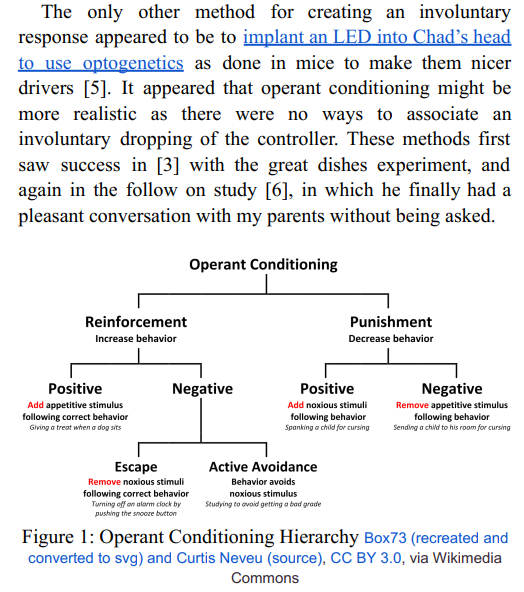 The only other method for creating an involuntary
response appeared to be to implant an LED into Chad's head
to use optogenetics as done in mice to make them nicer
drivers [5]. It appeared that operant conditioning might be
more realistic as there were no ways to associate an
involuntary dropping of the controller. These methods first
saw success in [3] with the great dishes experiment, and
again in the follow on study [6], in which he finally had a
pleasant conversation with my parents without being asked.
Operant Conditioning
Reinforcement
Increase behavior
Punishment
Decrease behavior
Positive
Add appetitive stimulus
following correct behavior
Giving a treat when a dog sits
Negative
Positive
Add noxious stimuli
following behavior
Spanking a child for cursing
Negative
Remove appetitive stimulus
following behavior
Sending a child to his room for cursing
Escape
Remove noxious stimuli
following correct behavior
Turning off an alarm clock by
pushing the snooze button
Active Avoidance
Behavior avoids
noxious stimulus
Studying to avoid getting a bad grade
Figure 1: Operant Conditioning Hierarchy Box73 (recreated and
converted to svg) and Curtis Neveu (source), CC BY 3.0, via Wikimedia
Commons